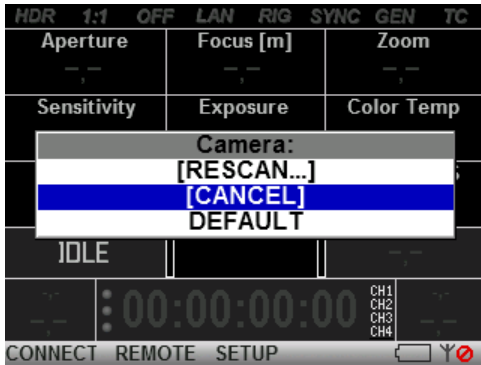 HDR 1:1 OFF LAN RIG SYNC GEN TC
Aperture Focus [m] Zoom
-,- -,- -,-
Sensitivity Exposure Color Temp
Camera:
[RESCAN...]
[CANCEL]
DEFAULT
IDLE -,-
-,- 00:00:00:00 CH1 -,-
CH2
CH3
-,- CH4 -,-
CONNECT REMOTE SETUP